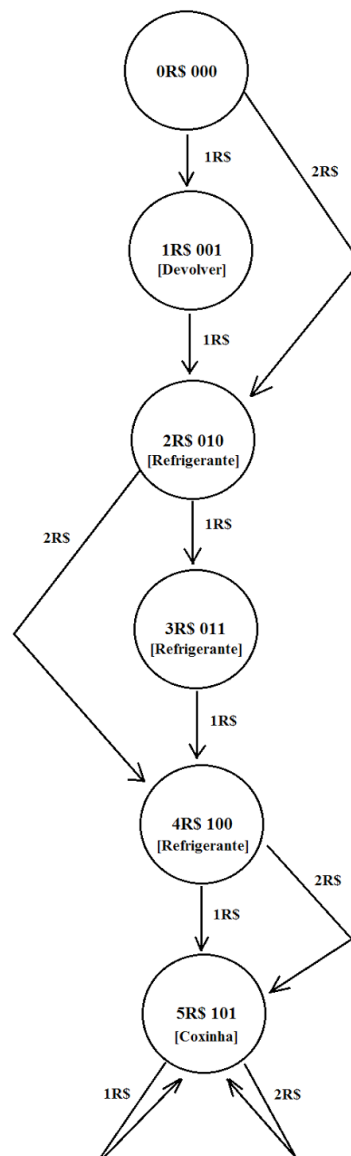 0R$ 000
1R$
2R$
1R$ 001
[Devolver]
1R$
2R$ 010
[Refrigerante]
2R$
1R$
3R$ 011
[Refrigerante]
1R$
4R$ 100
[Refrigerante]
1R$
2R$
5R$ 101
[Coxinha]
1R$
2R$